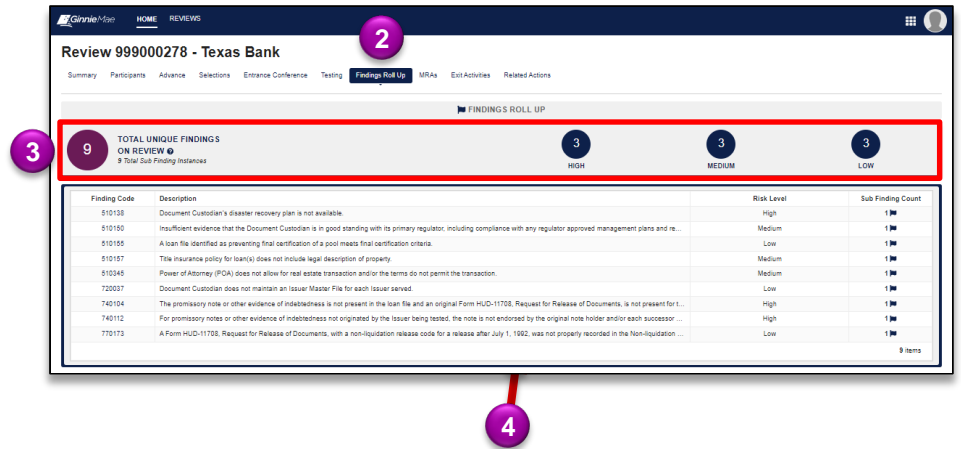 GinnieMae HOME REVIEWS
2
Review 999000278 - Texas Bank
Summary Participants Advance Selections Entrance Conference Testing Findings Roll Up MRAs Exit Activities Related Actions
FINDINGS ROLL UP
3
9
TOTAL UNIQUE FINDINGS
ON REVIEW
9 Total Sub Finding Instances
3 3 3
HIGH MEDIUM LOW
Finding Code Description Risk Level Sub Finding Count
510138 Document Custodian's disaster recovery plan is not available. High 1
510150 Insufficient evidence that the Document Custodian is in good standing with its primary regulator, including compliance with any regulator approved management plans and re... Medium 1
510155 A loan file identified as preventing final certification of a pool meets final certification criteria. Low 1
510157 Title insurance policy for loan(s) does not include legal description of property. Medium 1
510345 Power of Attorney (POA) does not allow for real estate transaction and/or the terms do not permit the transaction. Medium 1
720037 Document Custodian does not maintain an Issuer Master File for each Issuer served. Low 1
740104 The promissory note or other evidence of indebtedness is not present in the loan file and an original Form HUD-11708, Request for Release of Documents, is not present for t... High 1
740112 For promissory notes or other evidence of indebtedness not originated by the Issuer being tested, the note is not endorsed by the original note holder and/or each successor ... High 1
770173 A Form HUD-11708, Request for Release of Documents, with a non-liquidation release code for a release after July 1, 1992, was not properly recorded in the Non-liquidation ... Low 1
9 items
4